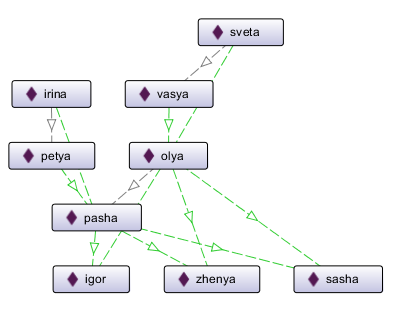 sveta
irina
vasya
petya
olya
pasha
igor
zhenya
sasha